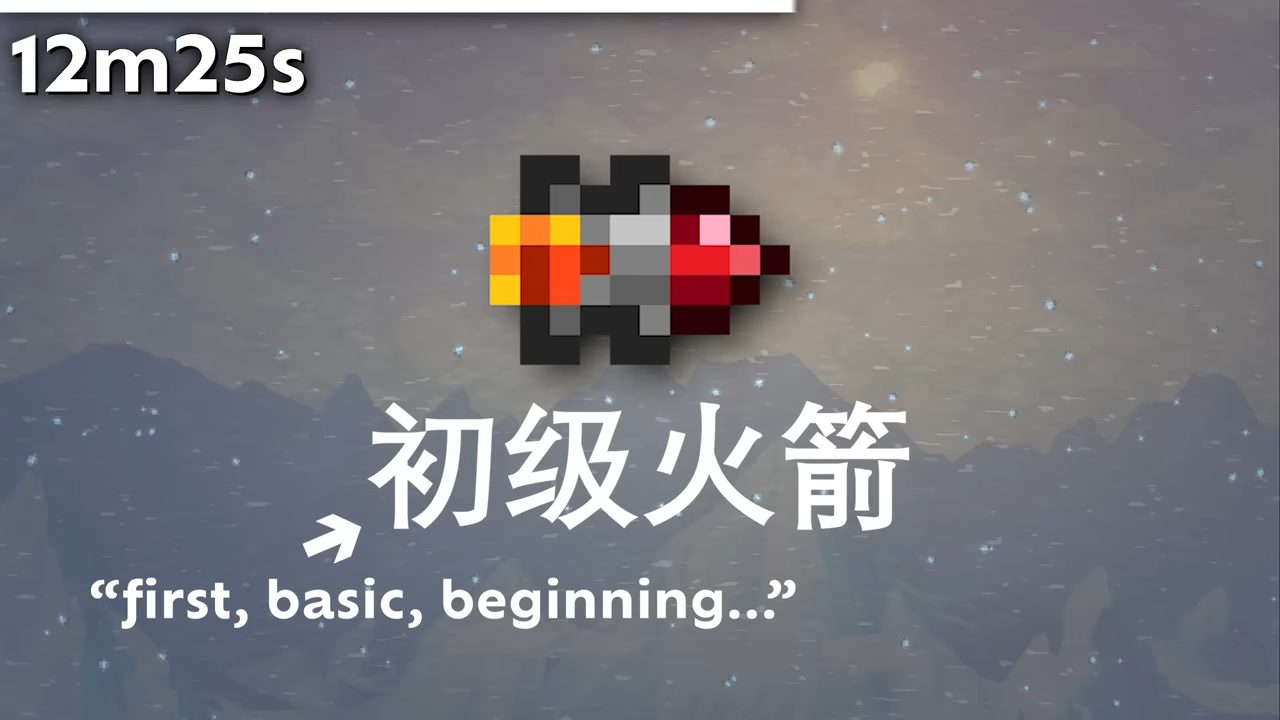 12m25s
初级火箭
“first, basic, beginning...”